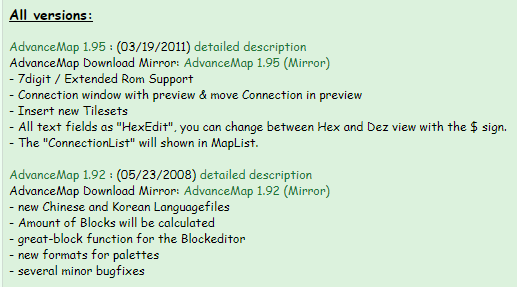 All versions:
AdvanceMap 1.95 : (03/19/2011) detailed description
AdvanceMap Download Mirror: AdvanceMap 1.95 (Mirror)
- 7digit / Extended Rom Support
- Connection window with preview & move Connection in preview
- Insert new Tilesets
- All text fields as "HexEdit", you can change between Hex and Dez view with the $ sign.
- The "ConnectionList" will shown in MapList.
AdvanceMap 1.92 : (05/23/2008) detailed description
AdvanceMap Download Mirror: AdvanceMap 1.92 (Mirror)
- new Chinese and Korean Languagefiles
- Amount of Blocks will be calculated
- great-block function for the Blockeditor
- new formats for palettes
- several minor bugfixes